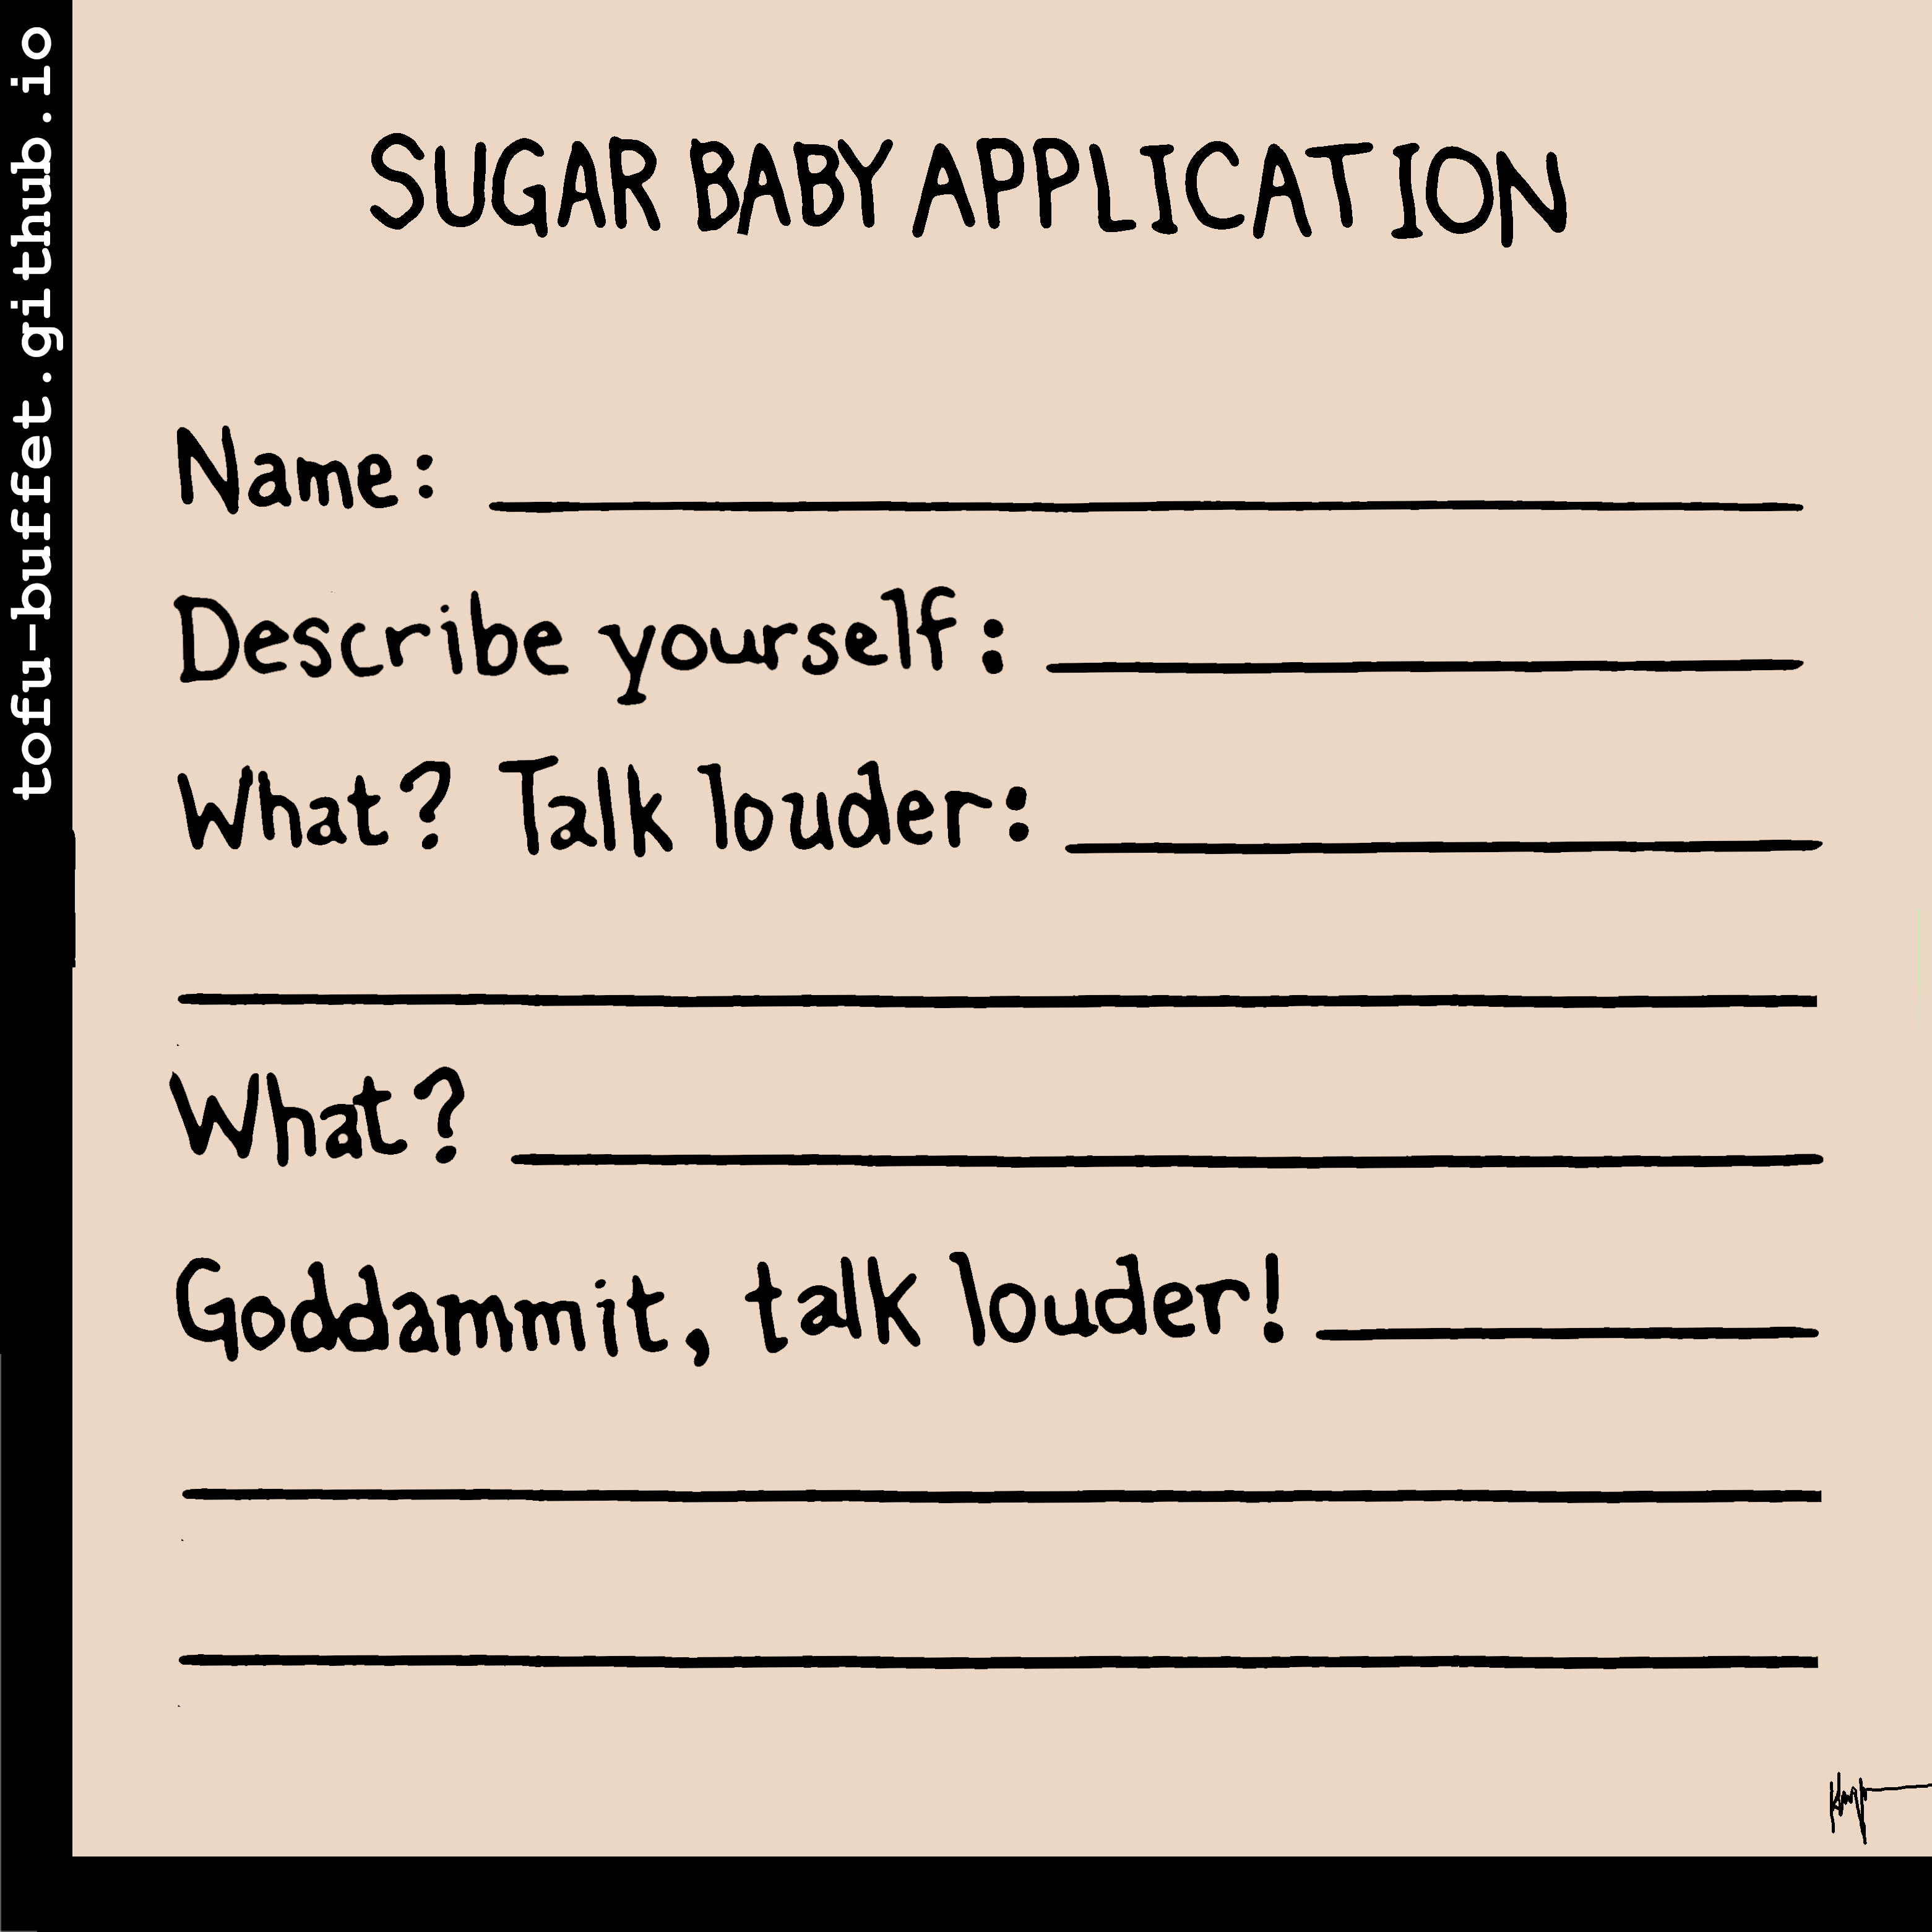 tofu-buffet.github.io
SUGAR BABY APPLICATION
Name:
Describe yourself:
What? Talk louder:
What?
Goddammit, talk louder!